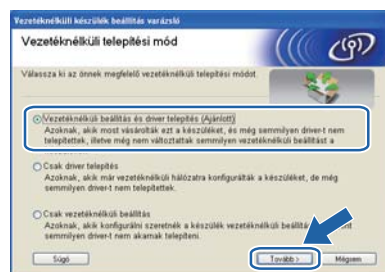 Vezetéknélküli készülék beállítás varázsló
Vezetéknélküli telepítési mód
Válassza ki az önnek megfelelő vezetéknélküli telepítési módot.
Vezetéknélküli beállítás és driver telepítés (Ajánlott)
Azoknak, akik most vásárolták ezt a készüléket, és még semmilyen driver-t nem
telepítettek, illetve még nem változtattak semmilyen vezetéknélküli beállítást a
Csak driver telepítés
Azoknak, akik már vezetéknélküli hálózatra konfigurálták a készüléket, de még
semmilyen driver-t nem telepítettek.
Csak vezetéknélküli beállítás
Azoknak, akik konfigurálni szeretnék a készülék vezetéknélküli
semmilyen driver-t nem akarnak telepíteni.
Súgó
Tovább >
Mégsem